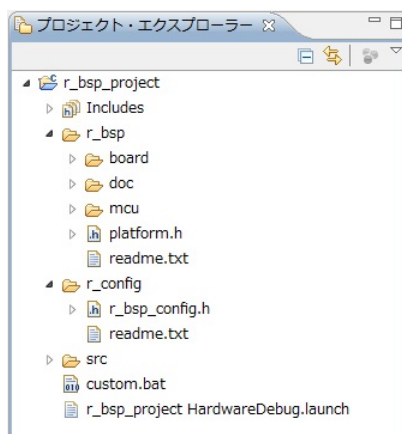 プロジェクト・エクスプローラー
r_bsp_project
Includes
r_bsp
board
doc
mcu
platform.h
readme.txt
r_config
r_bsp_config.h
readme.txt
src
custom.bat
r_bsp_project HardwareDebug.launch